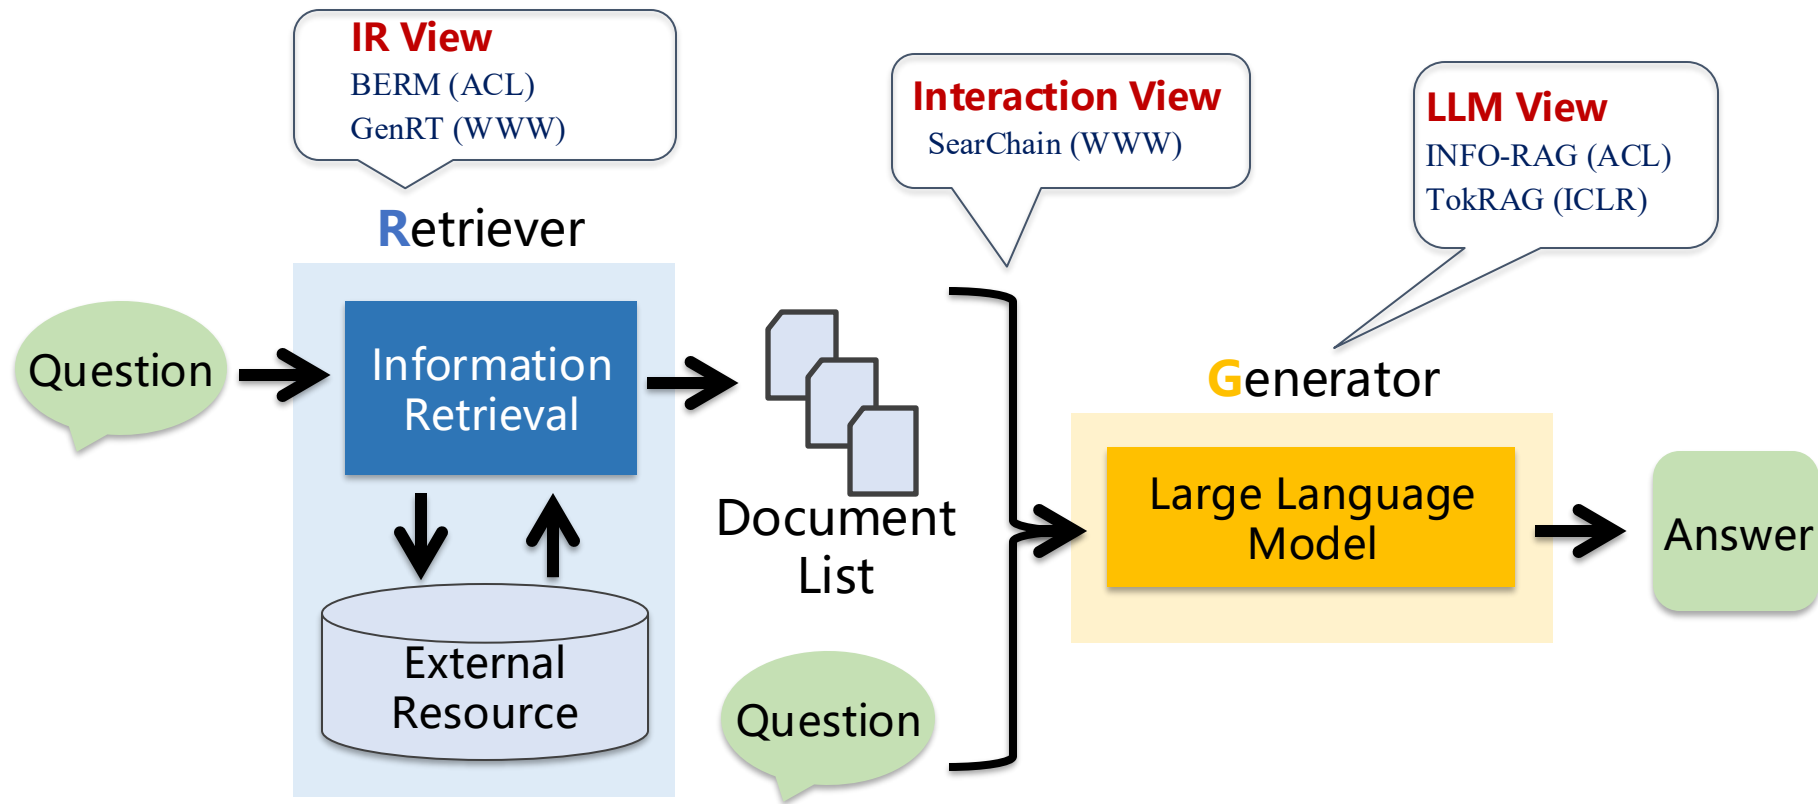 IR View
BERM (ACL)
GenRT (WWW)
Interaction View
SearChain (WWW)
LLM View
INFO-RAG (ACL)
TokRAG (ICLR)
Retriever
Question
Information
Retrieval
External
Resource
Document
List
Question
Generator
Large Language
Model
Answer